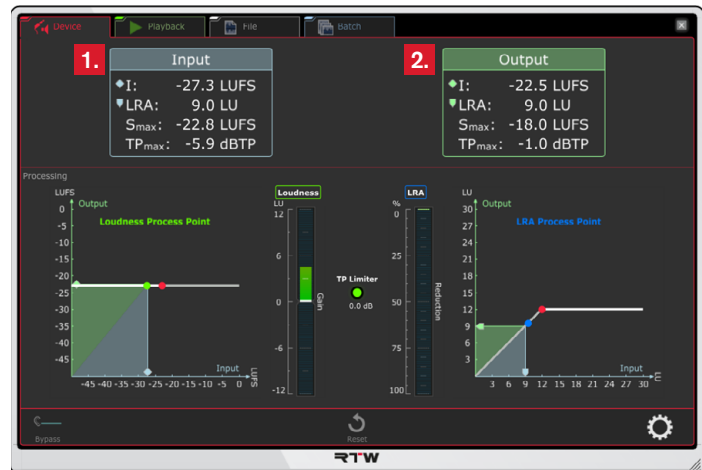 Device Playback File Batch
1. Input
I: -27.3 LUFS
LRA: 9.0 LU
Smax: -22.8 LUFS
TPmax: -5.9 dBTP
2. Output
I: -22.5 LUFS
LRA: 9.0 LU
Smax: -18.0 LUFS
TPmax: -1.0 dBTP
Processing
LUFS
Output
Loudness Process Point
0
-5
-10
-15
-20
-25
-30
-35
-40
-45
Input
-45 -40 -35 -30 -25 -20 -15 -10 -5 0
LUFS
Loudness
LU
12
6
0
-6
-12
Gain
TP Limiter
0.0 dB
LRA
%
0
25
50
75
100
Reduction
LU
Output
LRA Process Point
30
27
24
21
18
15
12
9
6
3
Input
3 6 9 12 15 18 21 24 27 30
LU
Bypass
Reset
RTW